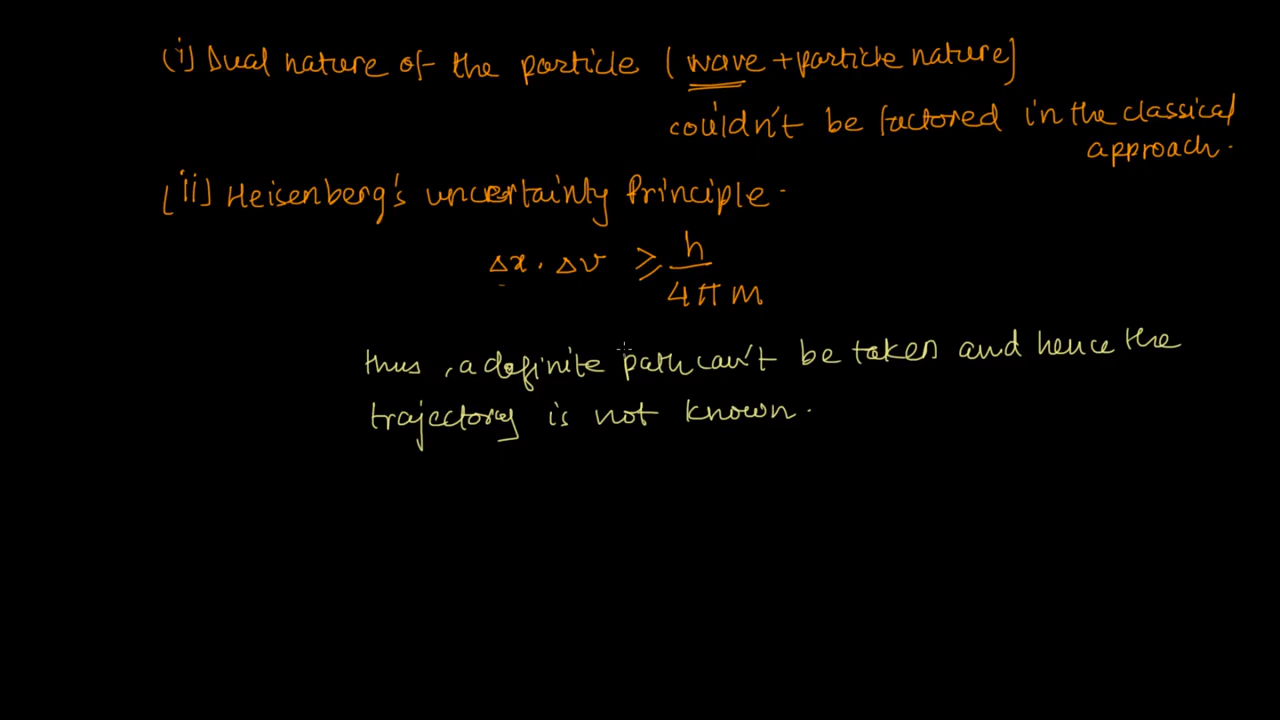 (i) Dual nature of the particle (wave + particle nature)
couldn't be factored in the classical
approach.
(ii) Heisenberg's uncertainty Principle.
Δx . Δv ≥ h / 4πm
thus, a definite path can't be taken and hence the
trajectory is not known.